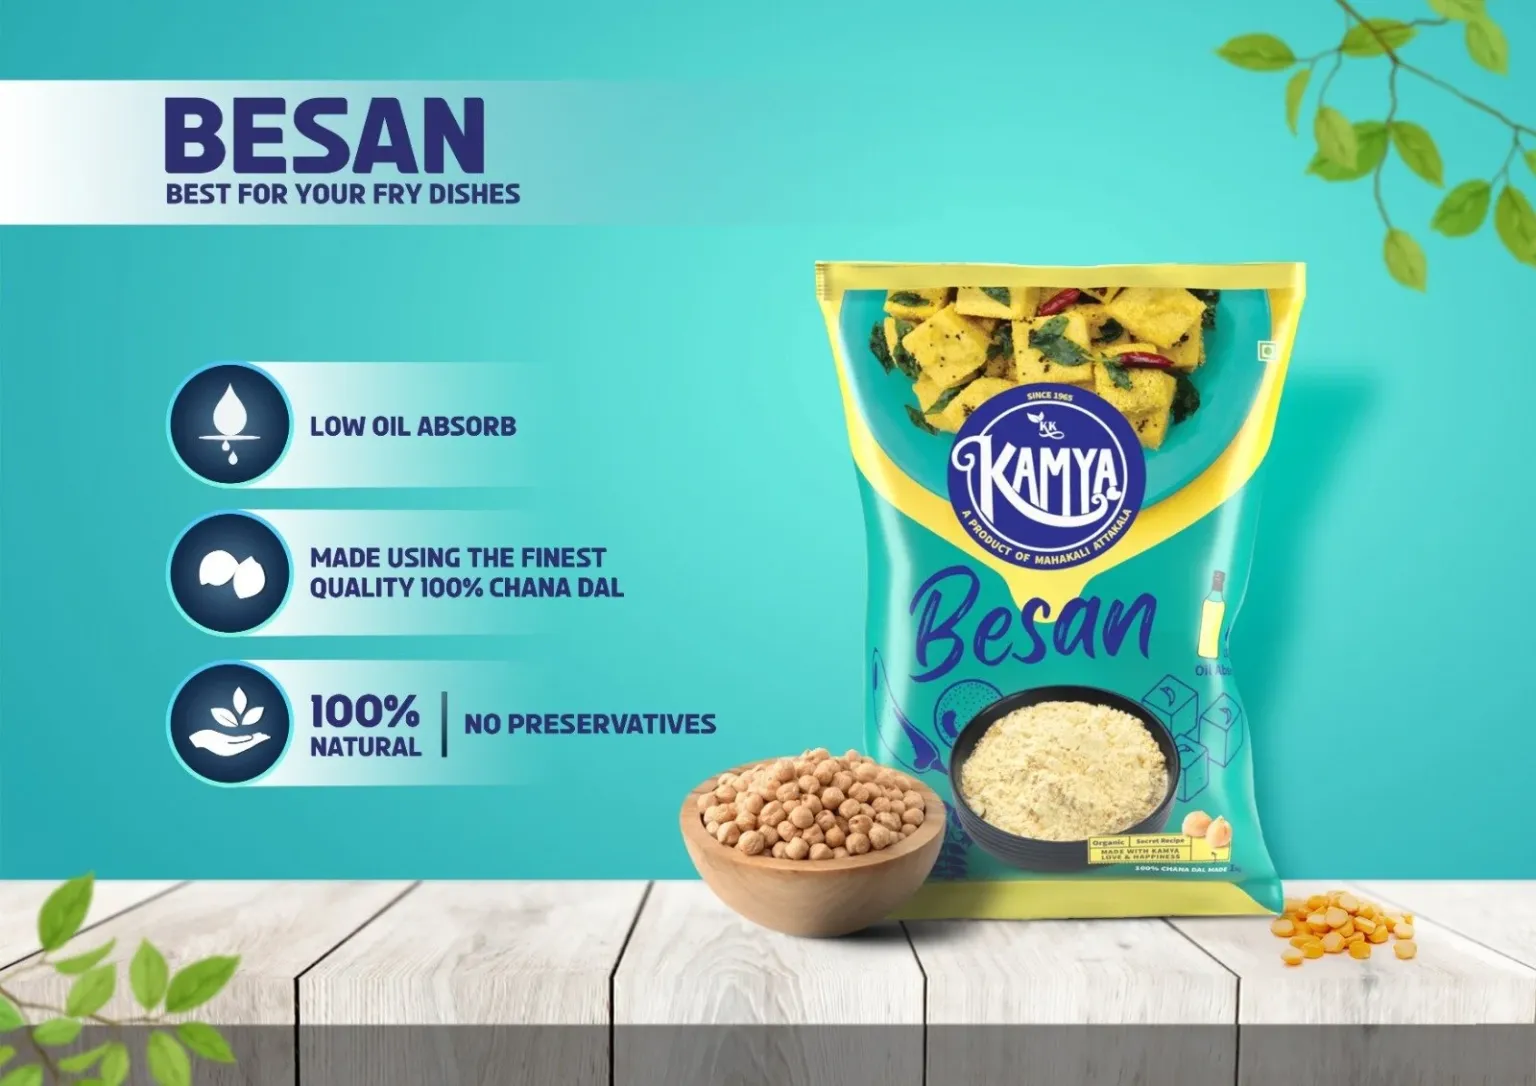 BESAN
BEST FOR YOUR FRY DISHES
LOW OIL ABSORB
MADE USING THE FINEST
QUALITY 100% CHANA DAL
100%
NATURAL
NO PRESERVATIVES
SINCE 1965
KK
KAMYA
A PRODUCT OF MAHAKALI ATTAKALA
Besan
Oil
Organic
Secret Recipe
MADE WITH KAMYA
LOVE & HAPPINESS
100% CHANA DAL MADE